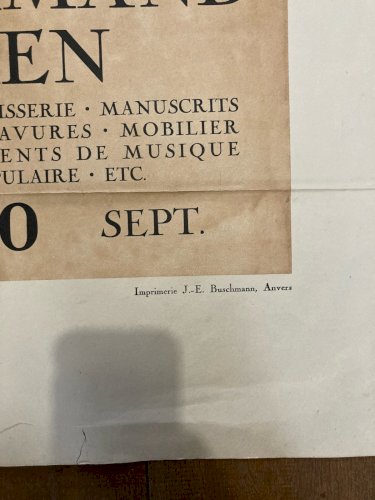 MAND
EN
ISSERIE · MANUSCRITS
AVURES · MOBILIER
ENTS DE MUSIQUE
PULAIRE · ETC.
0 SEPT.
Imprimerie J.-E. Buschmann, Anvers